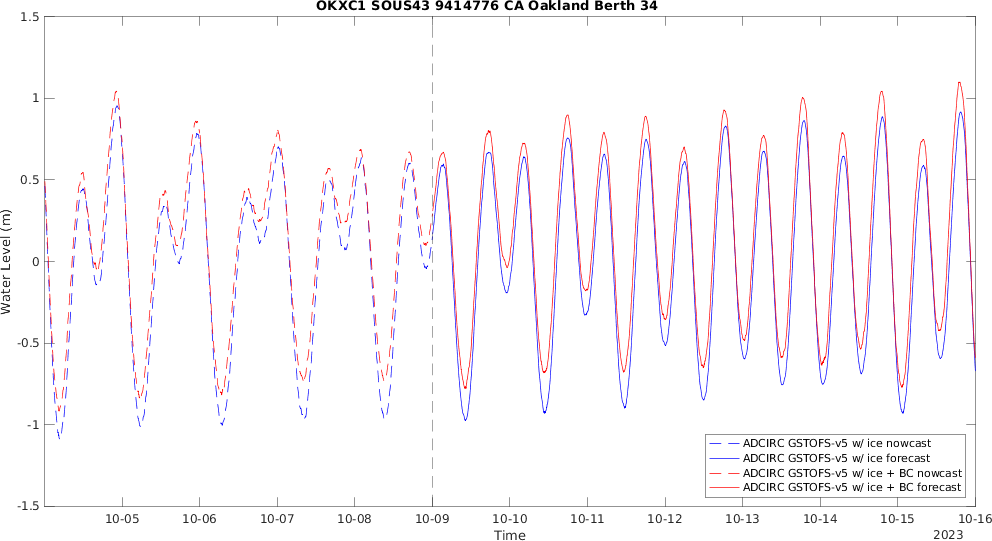 OKXC1 SOUS43 9414776 CA Oakland Berth 34
1.5
1
0.5
0
-0.5
-1
-1.5
Water Level (m)
10-05 10-06 10-07 10-08 10-09 10-10 10-11 10-12 10-13 10-14 10-15 10-16
Time
2023
ADCIRC GSTOFS-v5 w/ ice nowcast
ADCIRC GSTOFS-v5 w/ ice forecast
ADCIRC GSTOFS-v5 w/ ice + BC nowcast
ADCIRC GSTOFS-v5 w/ ice + BC forecast